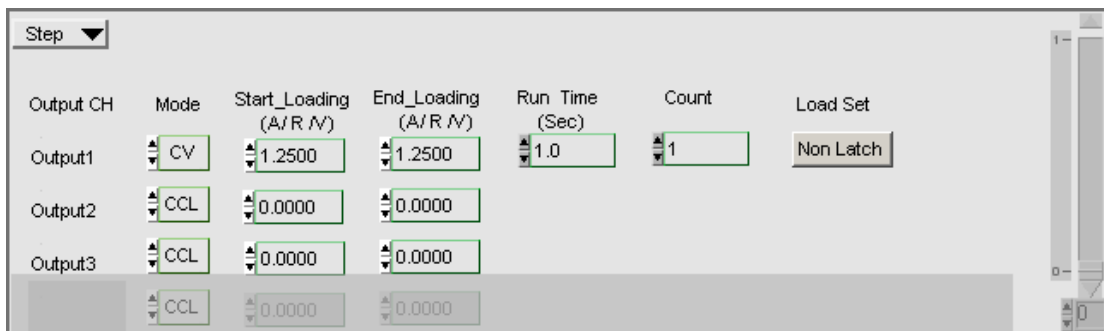 Step
1
Output CH Mode Start_Loading (A/ R /V) End_Loading (A/ R /V) Run Time (Sec) Count Load Set
Output1 CV 1.2500 1.2500 1.0 1 Non Latch
Output2 CCL 0.0000 0.0000
Output3 CCL 0.0000 0.0000
0
CCL 0.0000 0.0000 0